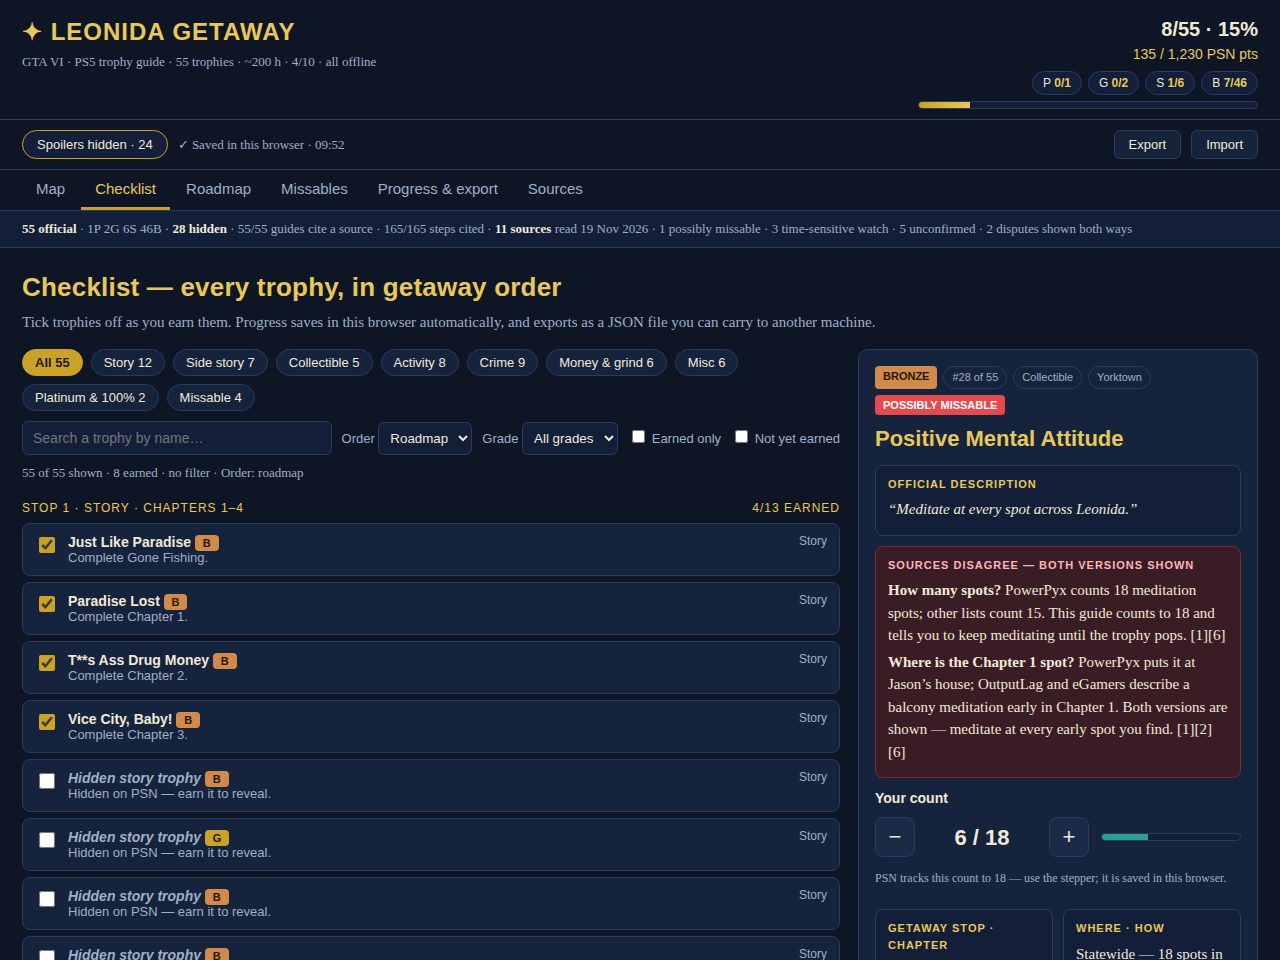 ✦ LEONIDA GETAWAY
GTA VI · PS5 trophy guide · 55 trophies · ~200 h · 4/10 · all offline
8/55 · 15%
135 / 1,230 PSN pts
P 0/1 G 0/2 S 1/6 B 7/46
Spoilers hidden · 24 ✓ Saved in this browser · 09:52 Export Import
Map Checklist Roadmap Missables Progress & export Sources
55 official · 1P 2G 6S 46B · 28 hidden · 55/55 guides cite a source · 165/165 steps cited · 11 sources read 19 Nov 2026 · 1 possibly missable · 3 time-sensitive watch · 5 unconfirmed · 2 disputes shown both ways
Checklist — every trophy, in getaway order
Tick trophies off as you earn them. Progress saves in this browser automatically, and exports as a JSON file you can carry to another machine.
All 55 Story 12 Side story 7 Collectible 5 Activity 8 Crime 9 Money & grind 6 Misc 6
Platinum & 100% 2 Missable 4
Search a trophy by name… Order Roadmap Grade All grades Earned only Not yet earned
55 of 55 shown · 8 earned · no filter · Order: roadmap
STOP 1 · STORY · CHAPTERS 1–4 4/13 EARNED
Just Like Paradise B Story
Complete Gone Fishing.
Paradise Lost B Story
Complete Chapter 1.
T**s Ass Drug Money B Story
Complete Chapter 2.
Vice City, Baby! B Story
Complete Chapter 3.
Hidden story trophy B Story
Hidden on PSN — earn it to reveal.
Hidden story trophy G Story
Hidden on PSN — earn it to reveal.
Hidden story trophy B Story
Hidden on PSN — earn it to reveal.
Hidden story trophy B Story
BRONZE #28 of 55 Collectible Yorktown
POSSIBLY MISSABLE
Positive Mental Attitude
OFFICIAL DESCRIPTION
“Meditate at every spot across Leonida.”
SOURCES DISAGREE — BOTH VERSIONS SHOWN
How many spots? PowerPyx counts 18 meditation
spots; other lists count 15. This guide counts to 18 and
tells you to keep meditating until the trophy pops. [1][6]
Where is the Chapter 1 spot? PowerPyx puts it at
Jason’s house; OutputLag and eGamers describe a
balcony meditation early in Chapter 1. Both versions are
shown — meditate at every early spot you find. [1][2]
[6]
Your count
− 6 / 18 +
PSN tracks this count to 18 — use the stepper; it is saved in this browser.
GETAWAY STOP ·
CHAPTER
WHERE · HOW
Statewide — 18 spots in